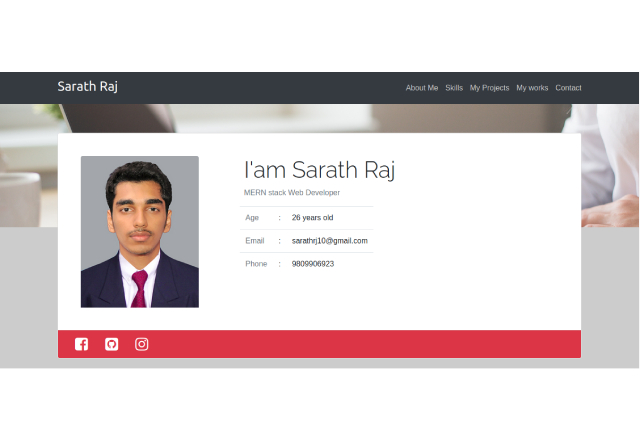 Sarath Raj
About Me Skills My Projects My works Contact
I'am Sarath Raj
MERN stack Web Developer
Age : 26 years old
Email : sarathrj10@gmail.com
Phone : 9809906923